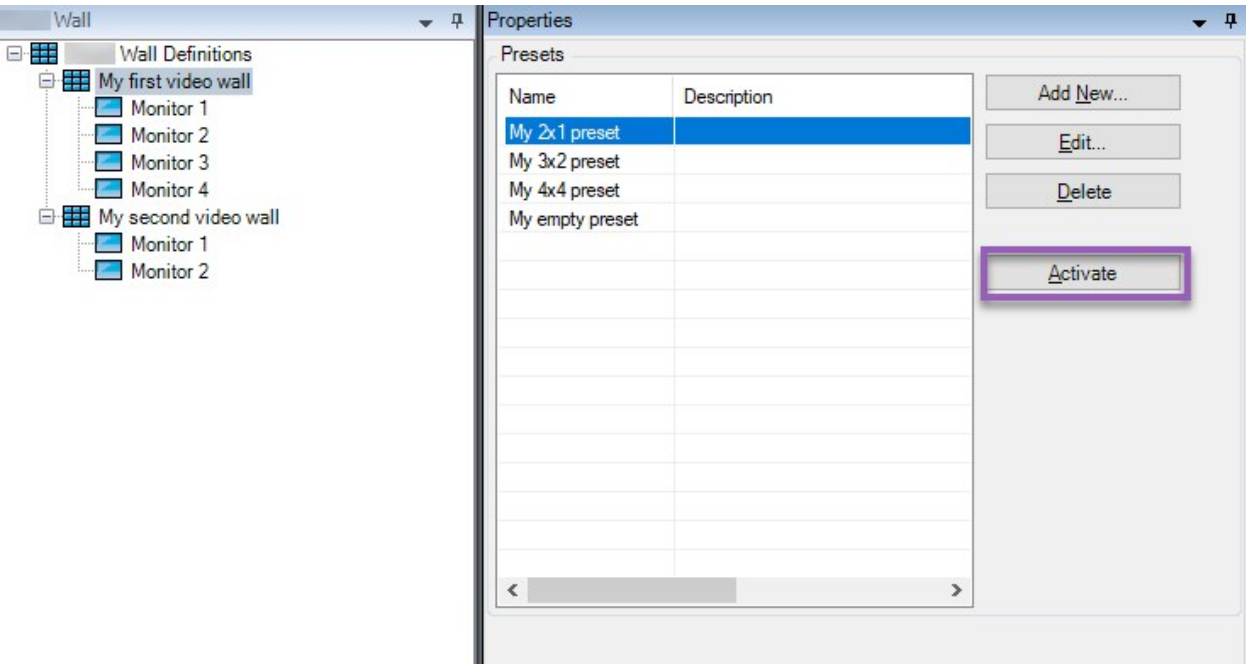 Wall
Wall Definitions
My first video wall
Monitor 1
Monitor 2
Monitor 3
Monitor 4
My second video wall
Monitor 1
Monitor 2
Properties
Presets
Name Description
My 2x1 preset
My 3x2 preset
My 4x4 preset
My empty preset
Add New...
Edit...
Delete
Activate